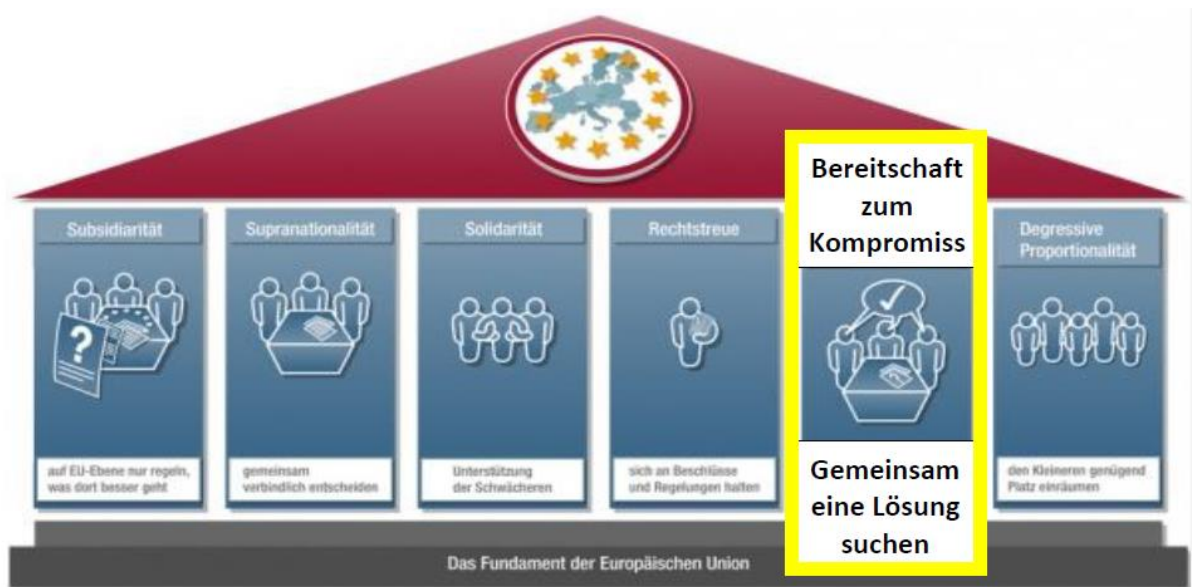 Subsidiarität
auf EU-Ebene nur regeln,
was dort besser geht
Supranationalität
gemeinsam
verbindlich entscheiden
Solidarität
Unterstützung
der Schwächeren
Rechtstreue
sich an Beschlüsse
und Regelungen halten
Bereitschaft
zum
Kompromiss
Gemeinsam
eine Lösung
suchen
Degressive
Proportionalität
den Kleineren genügend
Platz einräumen
?
Das Fundament der Europäischen Union